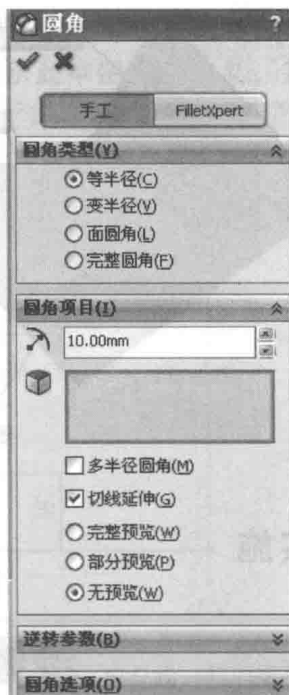 圆角 ?
手工 FilletXpert
圆角类型(Y)
等半径(C)
变半径(V)
面圆角(L)
完整圆角(F)
圆角项目(I)
10.00mm
多半径圆角(M)
切线延伸(G)
完整预览(W)
部分预览(P)
无预览(W)
逆转参数(B)
圆角选项(O)